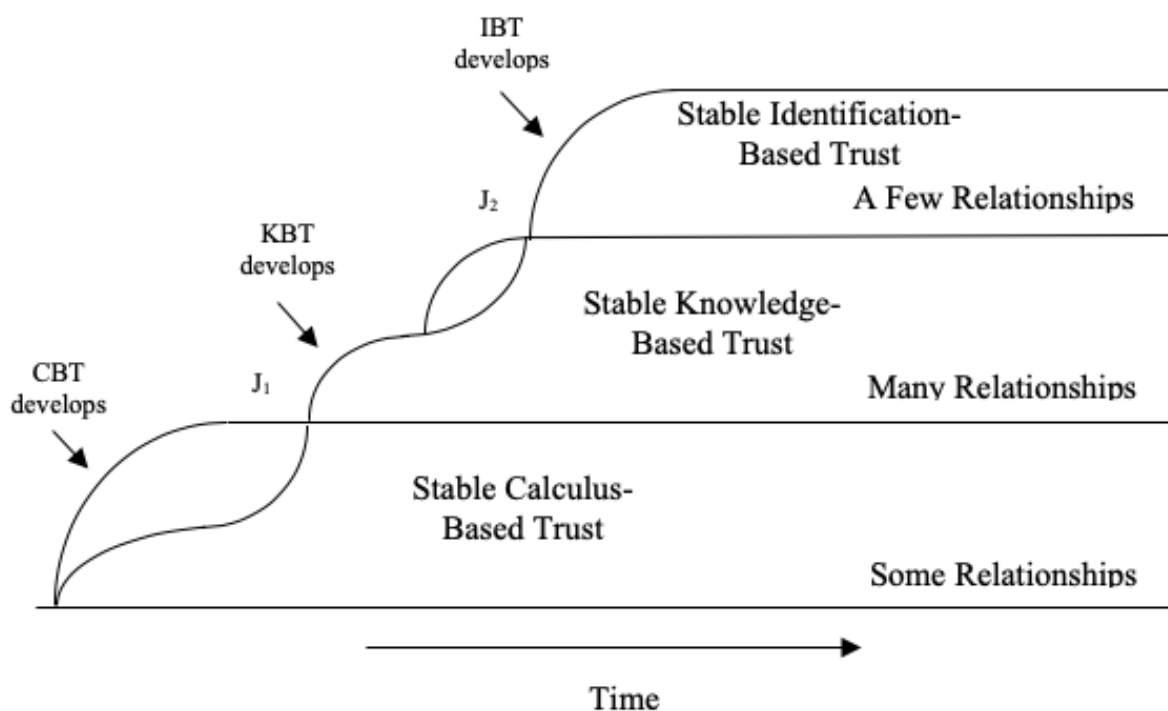 IBT
develops
Stable Identification-
Based Trust
A Few Relationships
J₂
KBT
develops
Stable Knowledge-
Based Trust
Many Relationships
J₁
CBT
develops
Stable Calculus-
Based Trust
Some Relationships
Time